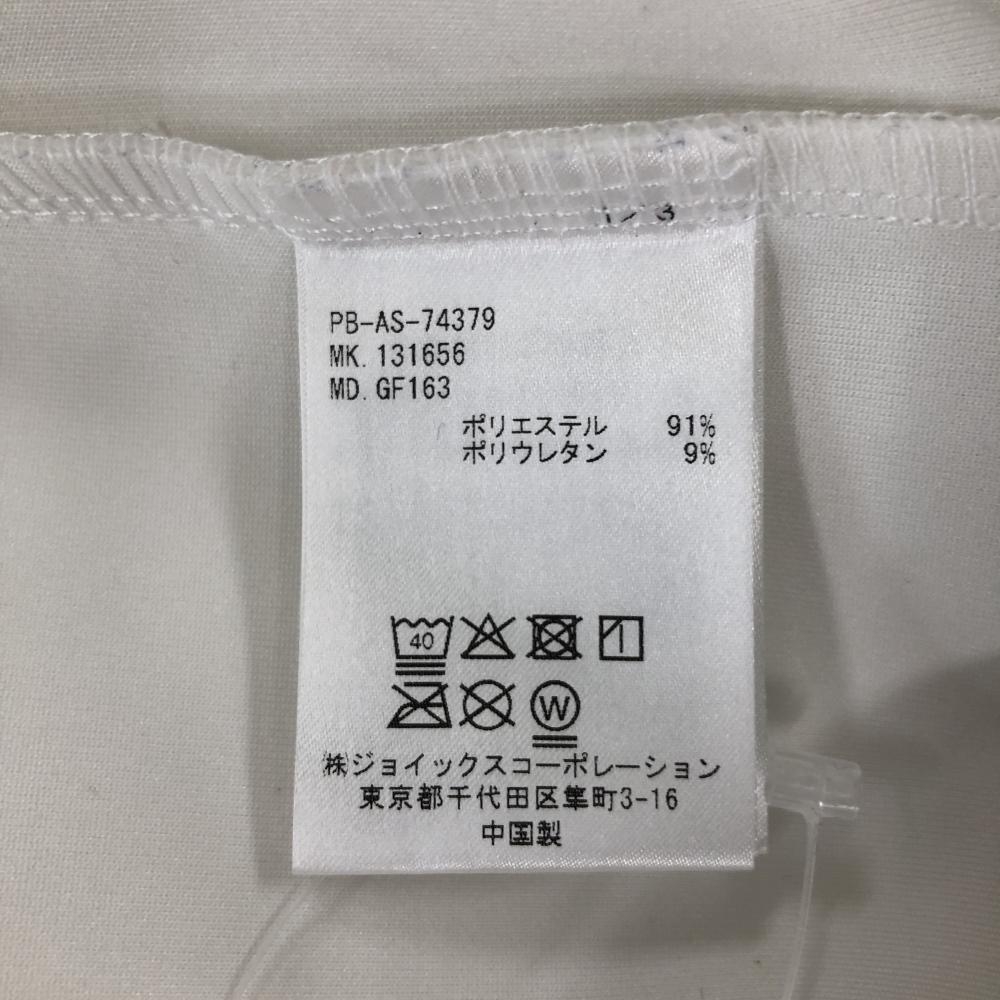 1/3
PB-AS-74379
MK. 131656
MD. GF163
ポリエステル 91%
ポリウレタン 9%
40
W
㈱ジョイックスコーポレーション
東京都千代田区隼町3-16
中国製